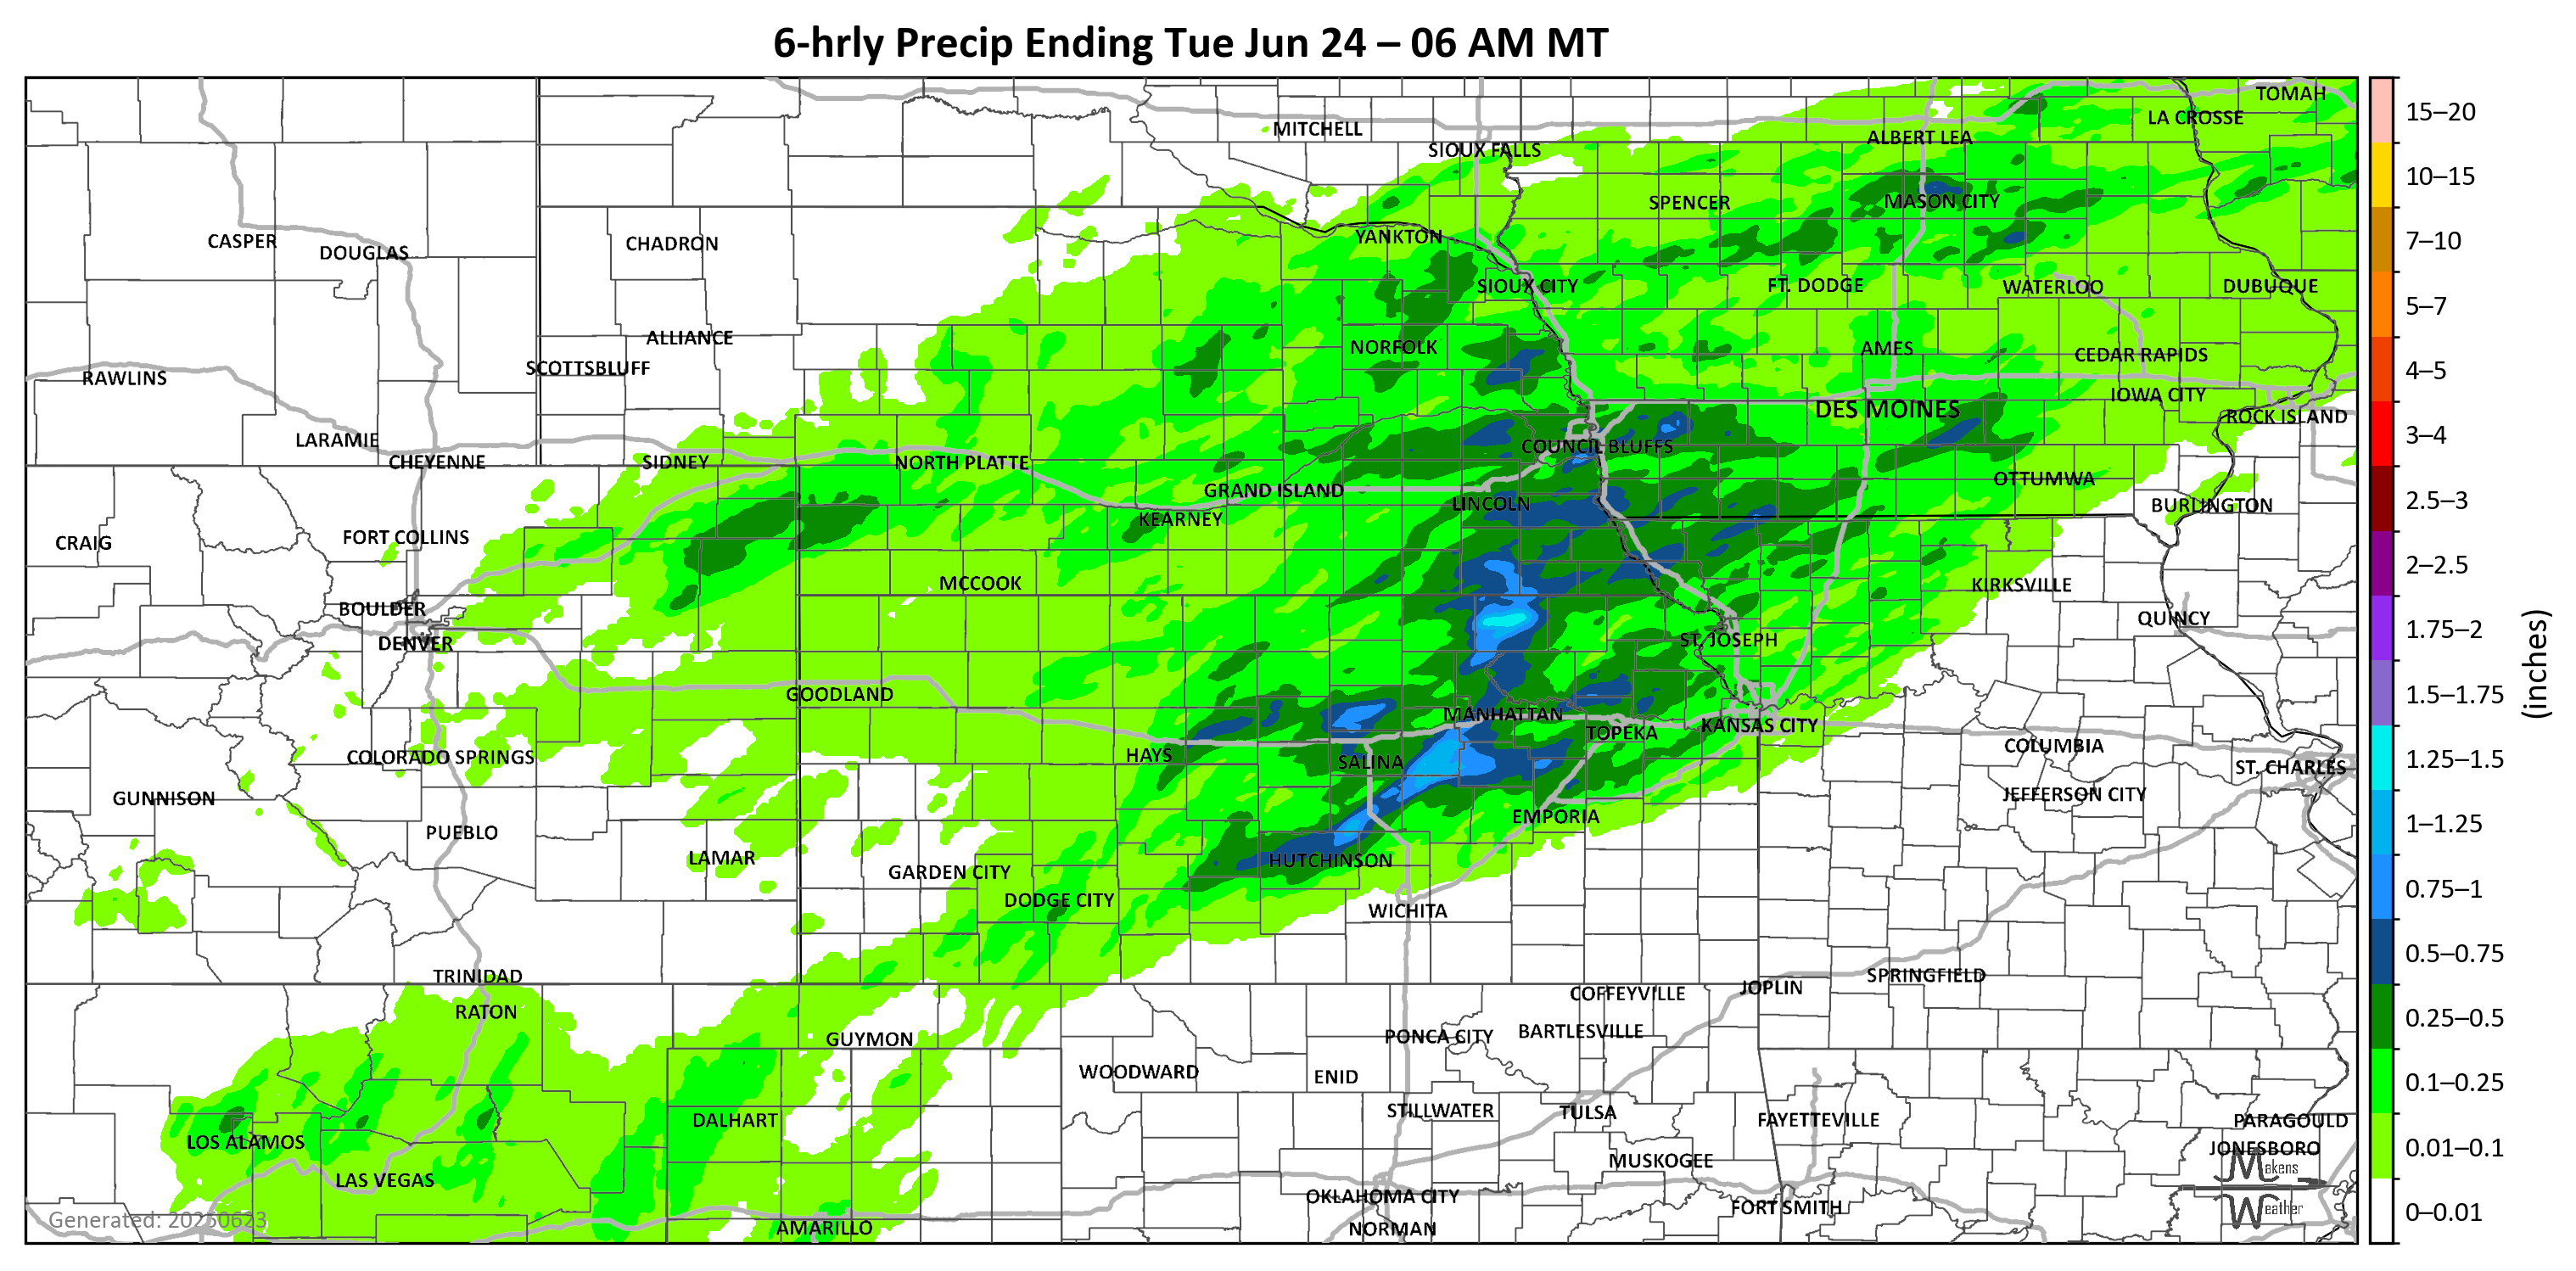 6-hrly Precip Ending Tue Jun 24 – 06 AM MT
TOMAH
LA CROSSE
MITCHELL
ALBERT LEA
SIOUX FALLS
SPENCER
MASON CITY
YANKTON
CASPER
CHADRON
DOUGLAS
SIOUX CITY
FT. DODGE
WATERLOO
DUBUQUE
ALLIANCE
NORFOLK
AMES
CEDAR RAPIDS
SCOTTSBLUFF
RAWLINS
IOWA CITY
DES MOINES
ROCK ISLAND
LARAMIE
COUNCIL BLUFFS
CHEYENNE
SIDNEY
NORTH PLATTE
OTTUMWA
GRAND ISLAND
LINCOLN
BURLINGTON
KEARNEY
FORT COLLINS
CRAIG
MCCOOK
KIRKSVILLE
BOULDER
QUINCY
DENVER
ST. JOSEPH
GOODLAND
MANHATTAN
KANSAS CITY
TOPEKA
COLUMBIA
HAYS
COLORADO SPRINGS
SALINA
ST. CHARLES
JEFFERSON CITY
GUNNISON
EMPORIA
PUEBLO
LAMAR
HUTCHINSON
GARDEN CITY
DODGE CITY
WICHITA
TRINIDAD
SPRINGFIELD
JOPLIN
COFFEYVILLE
RATON
BARTLESVILLE
PONCA CITY
GUYMON
WOODWARD
ENID
STILLWATER
TULSA
DALHART
FAYETTEVILLE
PARAGOULD
LOS ALAMOS
JONESBORO
MUSKOGEE
LAS VEGAS
OKLAHOMA CITY
FORT SMITH
AMARILLO
NORMAN
Generated: 20250623
Makens
Weather
15–20
10–15
7–10
5–7
4–5
3–4
2.5–3
2–2.5
1.75–2
1.5–1.75
1.25–1.5
1–1.25
0.75–1
0.5–0.75
0.25–0.5
0.1–0.25
0.01–0.1
0–0.01
(inches)